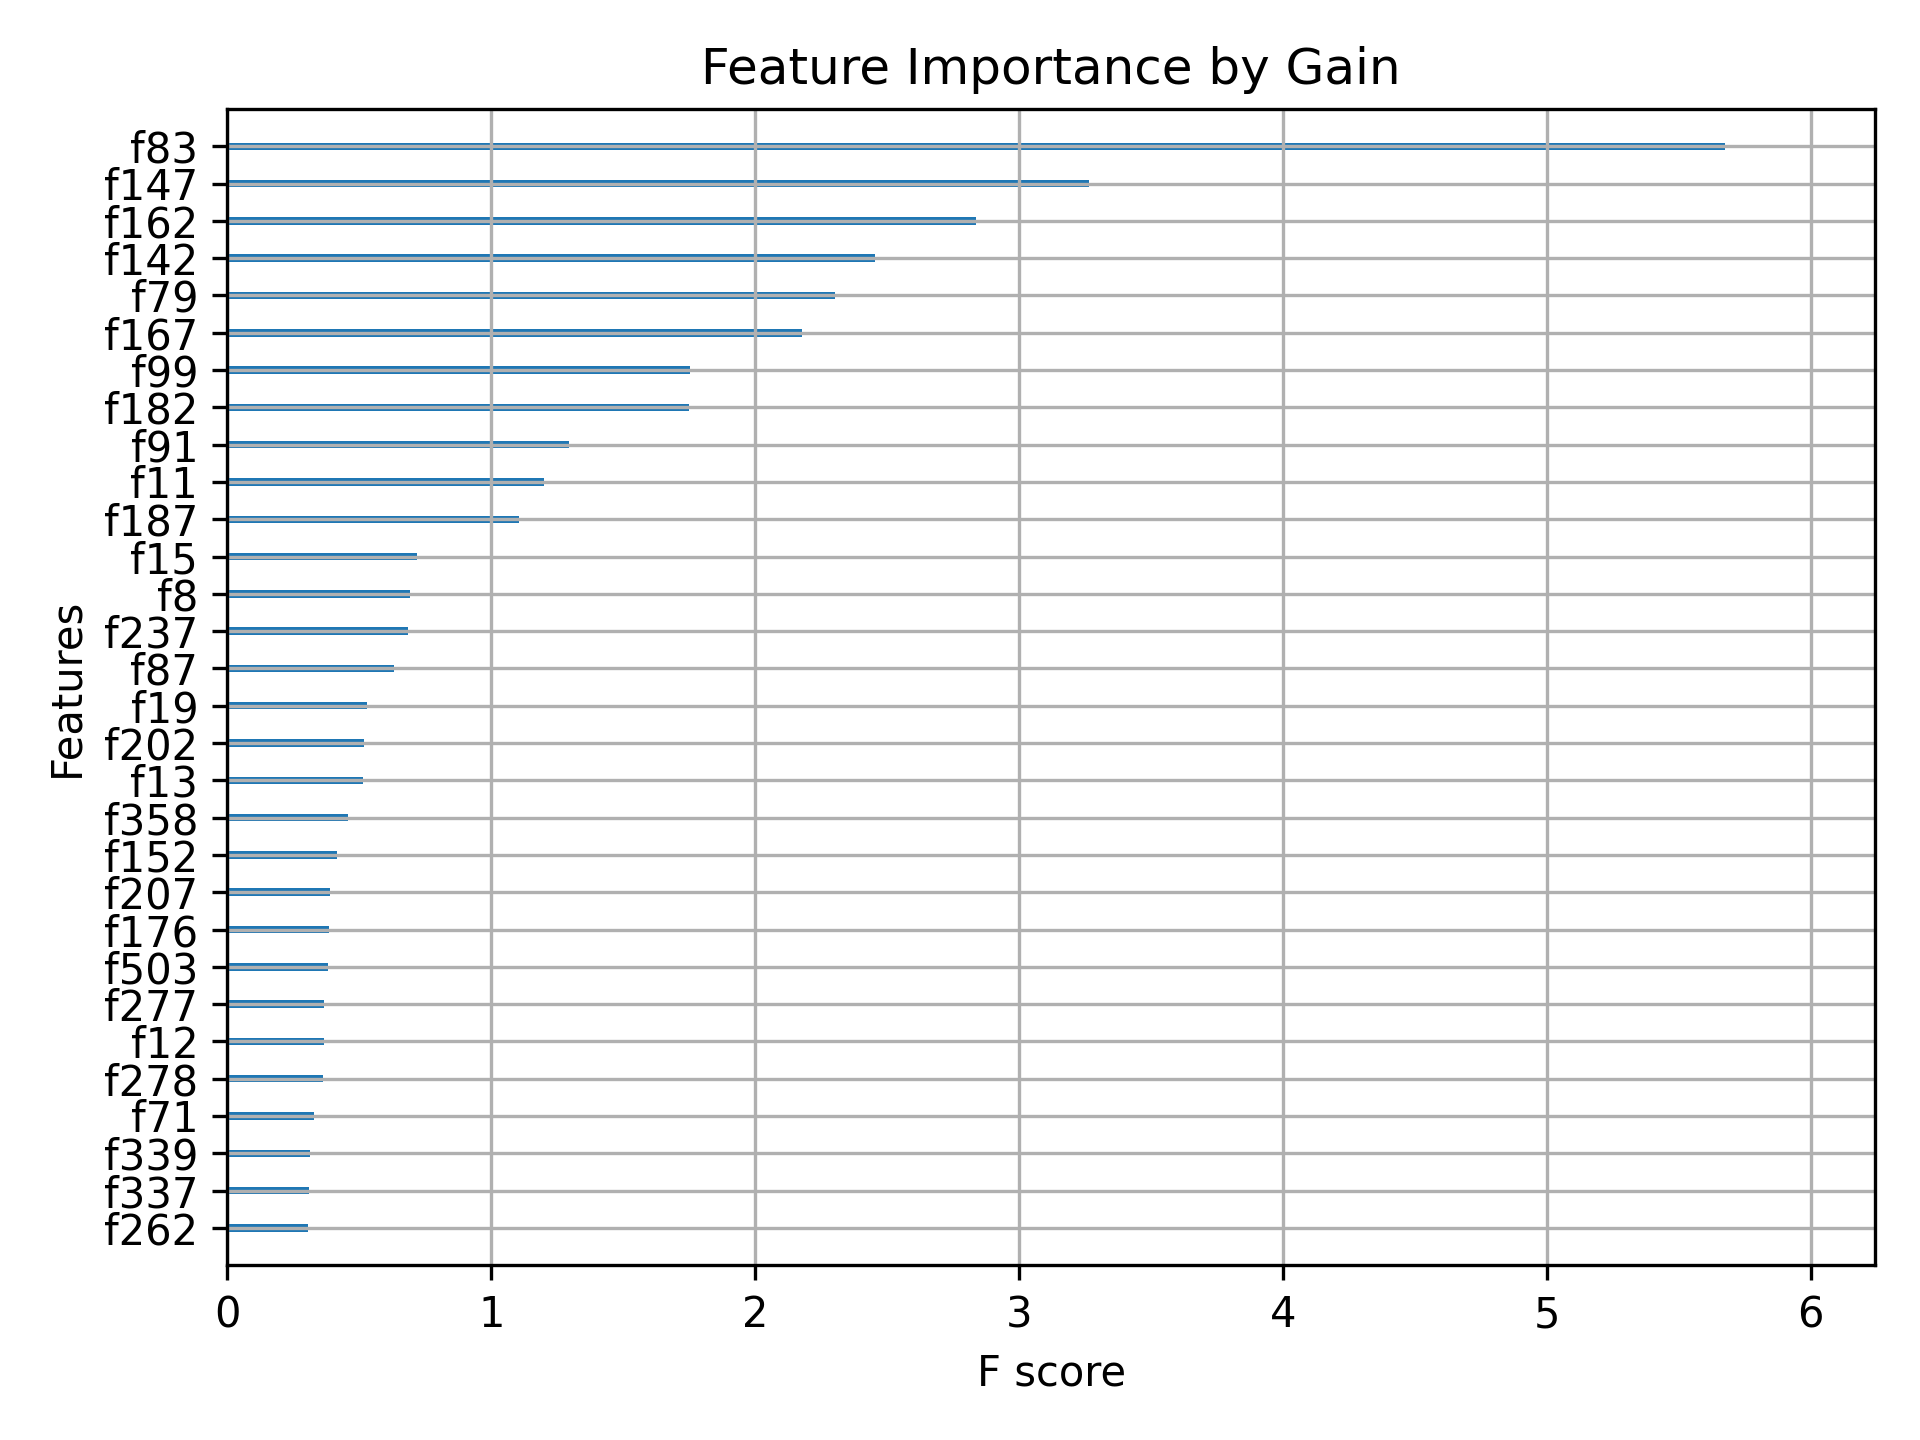 Feature Importance by Gain
f83
f147
f162
f142
f79
f167
f99
f182
f91
f11
f187
f15
f8
f237
f87
f19
f202
f13
f358
f152
f207
f176
f503
f277
f12
f278
f71
f339
f337
f262
Features
0 1 2 3 4 5 6
F score